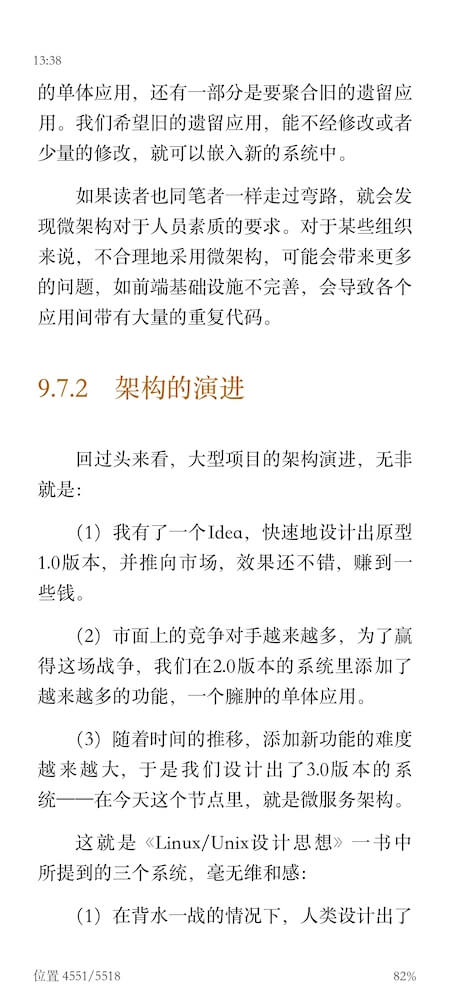 13:38
的单体应用，还有一部分是要聚合旧的遗留应
用。我们希望旧的遗留应用，能不经修改或者
少量的修改，就可以嵌入新的系统中。
如果读者也同笔者一样走过弯路，就会发
现微架构对于人员素质的要求。对于某些组织
来说，不合理地采用微架构，可能会带来更多
的问题，如前端基础设施不完善，会导致各个
应用间带有大量的重复代码。
9.7.2 架构的演进
回过头来看，大型项目的架构演进，无非
就是：
（1）我有了一个Idea，快速地设计出原型
1.0版本，并推向市场，效果还不错，赚到一
些钱。
（2）市面上的竞争对手越来越多，为了赢
得这场战争，我们在2.0版本的系统里添加了
越来越多的功能，一个臃肿的单体应用。
（3）随着时间的推移，添加新功能的难度
越来越大，于是我们设计出了3.0版本的系
统——在今天这个节点里，就是微服务架构。
这就是《Linux/Unix设计思想》一书中
所提到的三个系统，毫无维和感：
（1）在背水一战的情况下，人类设计出了
位置 4551/5518 82%